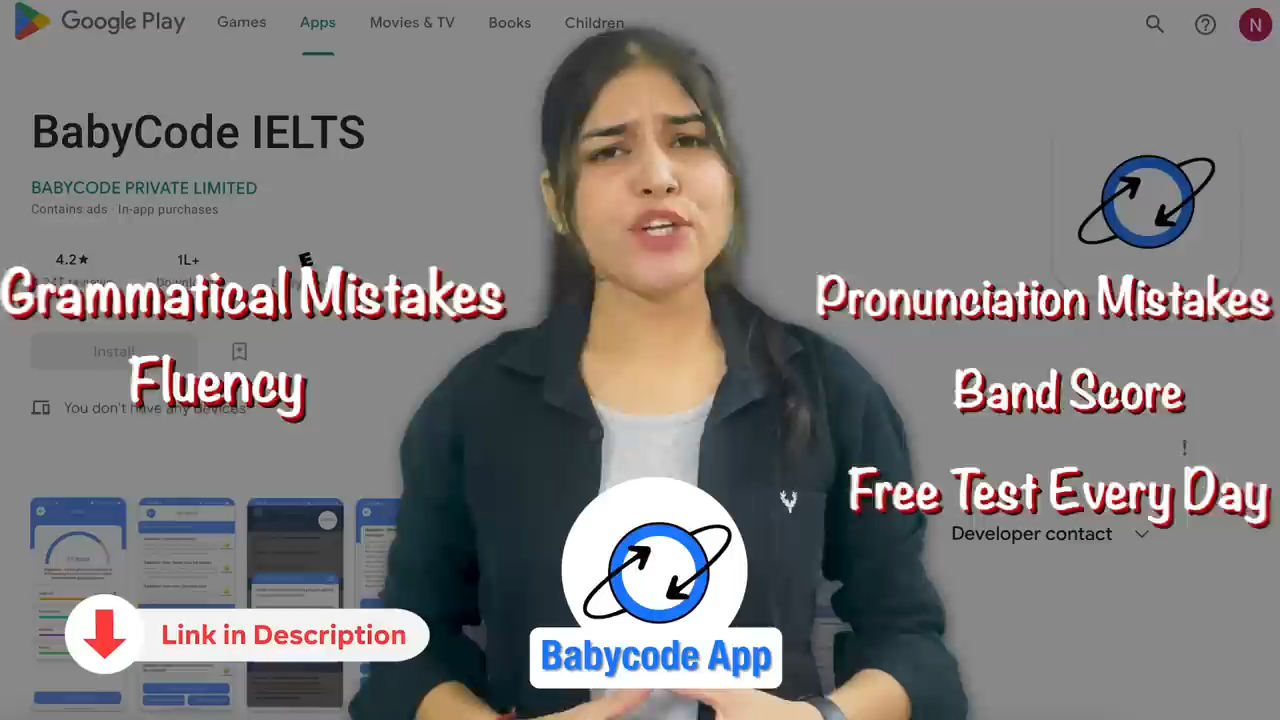 Google Play Games Apps Movies & TV Books Children
N
BabyCode IELTS
BABYCODE PRIVATE LIMITED
Contains ads · In-app purchases
4.2★ 1L+
E
Grammatical Mistakes
Pronunciation Mistakes
Install
Fluency
Band Score
You don't have any devices
!
Free Test Every Day
Developer contact
Link in Description
Babycode App